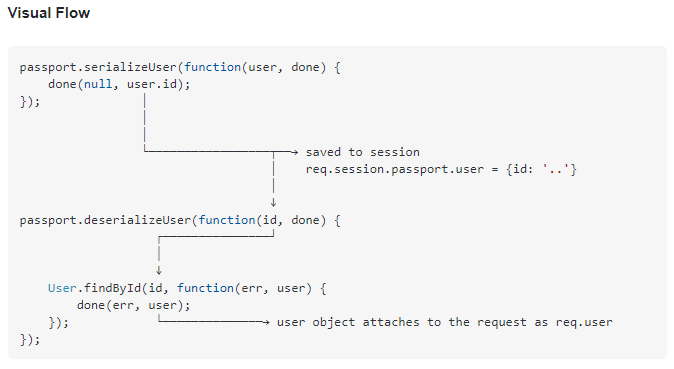 Visual Flow
passport.serializeUser(function(user, done) {
    done(null, user.id);
});
saved to session
req.session.passport.user = {id: '..'}
passport.deserializeUser(function(id, done) {
    User.findById(id, function(err, user) {
        done(err, user);
    });
user object attaches to the request as req.user
});